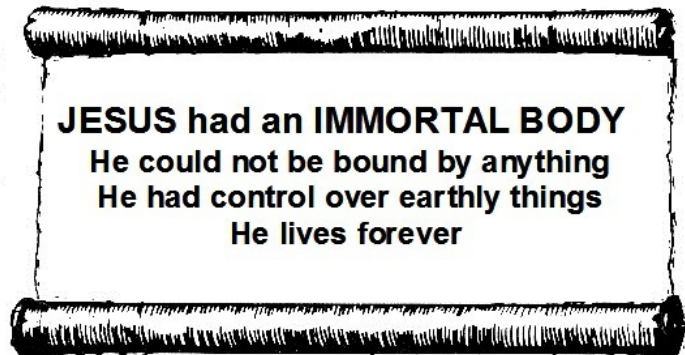 JESUS had an IMMORTAL BODY
He could not be bound by anything
He had control over earthly things
He lives forever